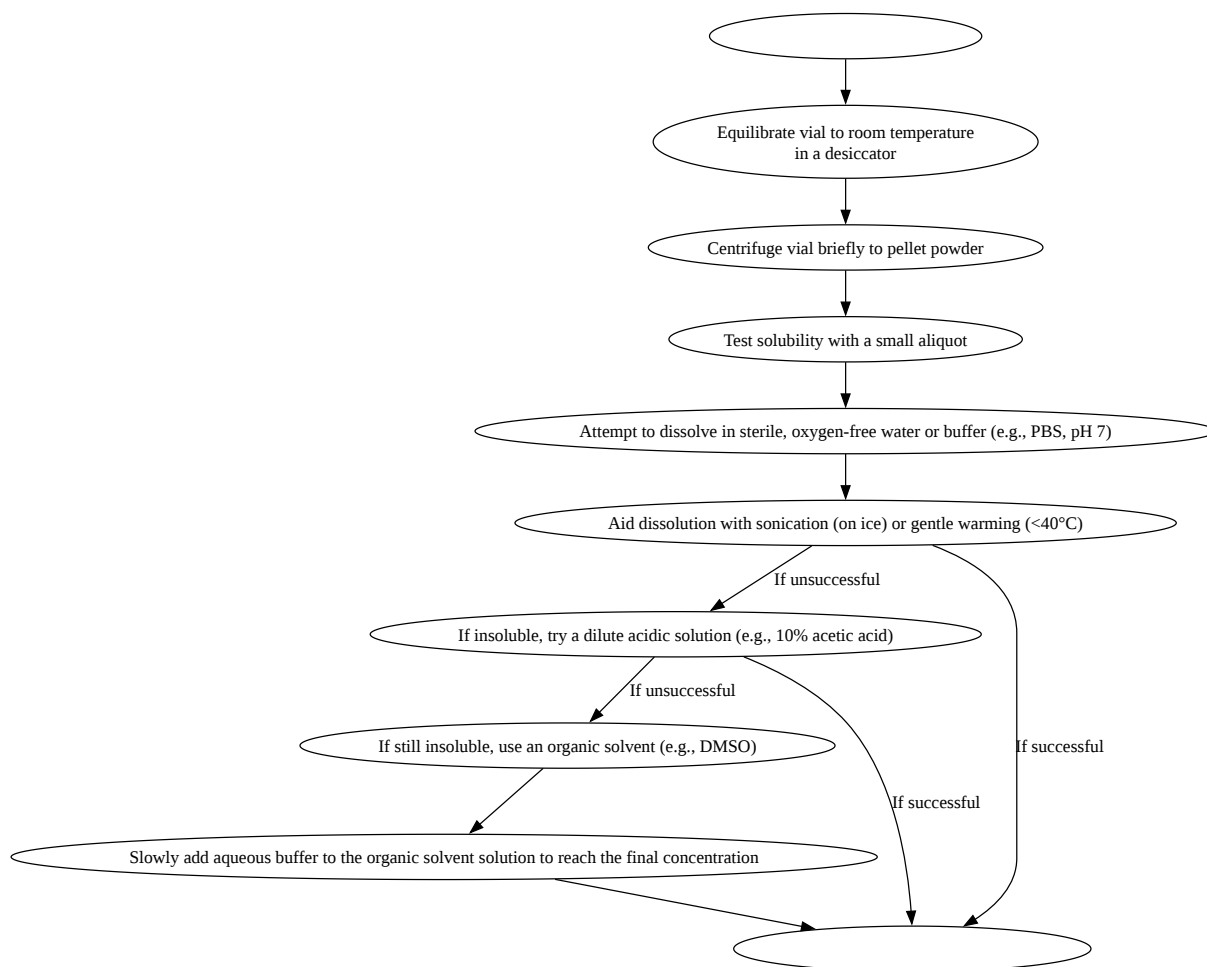 Equilibrate vial to room temperature
in a desiccator
Centrifuge vial briefly to pellet powder
Test solubility with a small aliquot
Attempt to dissolve in sterile, oxygen-free water or buffer (e.g., PBS, pH 7)
Aid dissolution with sonication (on ice) or gentle warming (<40°C)
If unsuccessful
If insoluble, try a dilute acidic solution (e.g., 10% acetic acid)
If unsuccessful
If still insoluble, use an organic solvent (e.g., DMSO)
If successful
If successful
Slowly add aqueous buffer to the organic solvent solution to reach the final concentration